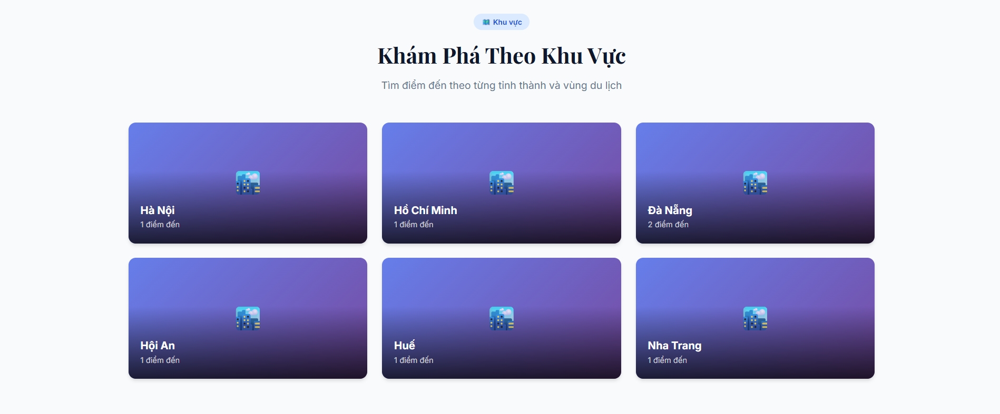 Khu vực
Khám Phá Theo Khu Vực
Tìm điểm đến theo từng tỉnh thành và vùng du lịch
Hà Nội
1 điểm đến
Hồ Chí Minh
1 điểm đến
Đà Nẵng
2 điểm đến
Hội An
1 điểm đến
Huế
1 điểm đến
Nha Trang
1 điểm đến